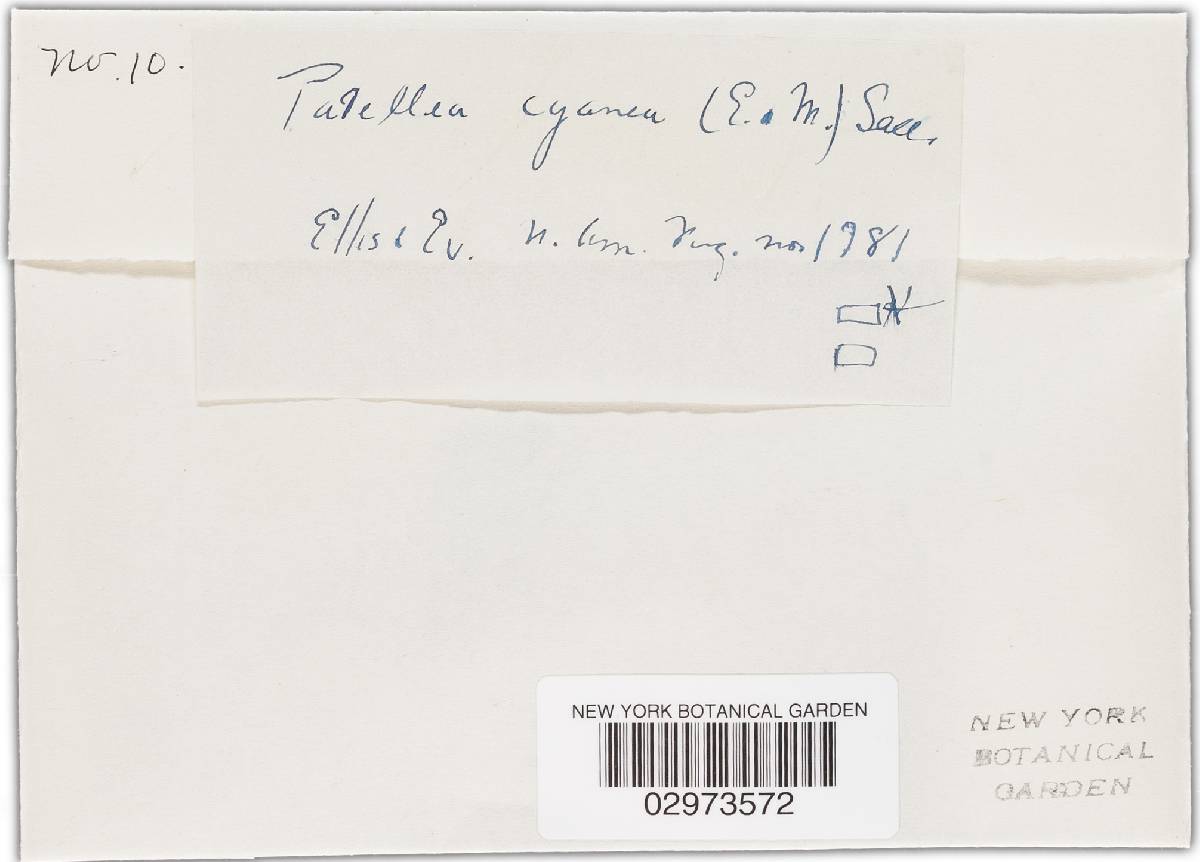 No. 10.
Patellea cyanea (E. & M.) Sacc.
Ellis & Ev. N. Am. Fung. no. 1781
NEW YORK BOTANICAL GARDEN
02973572
NEW YORK
BOTANICAL
GARDEN